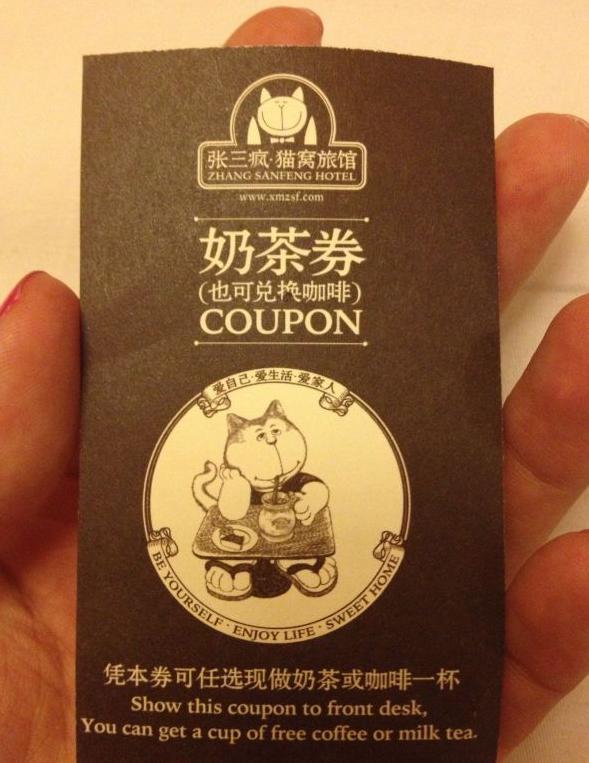 张三疯·猫窝旅馆
ZHANG SANFENG HOTEL
www.xmzsf.com
奶茶券
(也可兑换咖啡)
COUPON
爱自己·爱生活·爱家人
BE YOURSELF · ENJOY LIFE · SWEET HOME
凭本券可任选现做奶茶或咖啡一杯
Show this coupon to front desk,
You can get a cup of free coffee or milk tea.